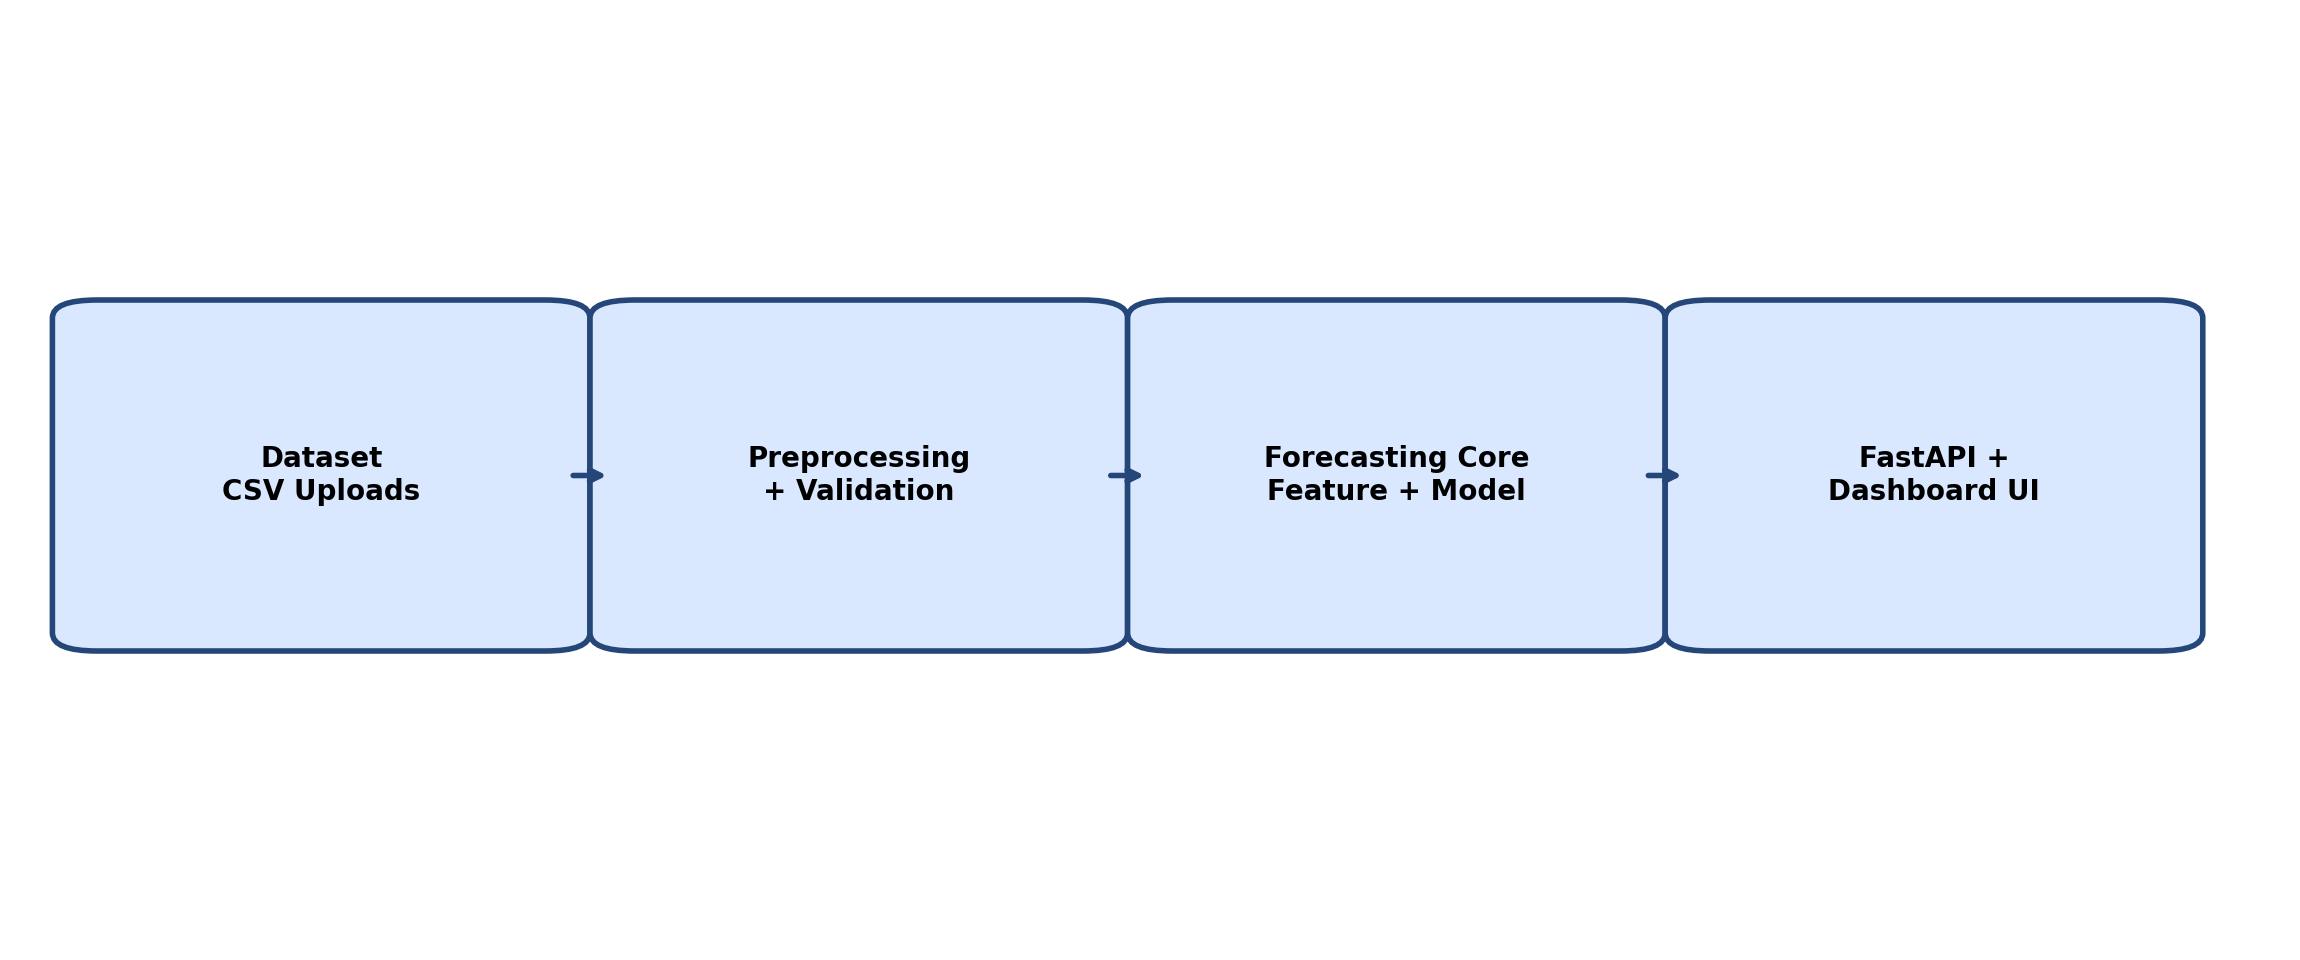 Dataset
CSV Uploads
Preprocessing
+ Validation
Forecasting Core
Feature + Model
FastAPI +
Dashboard UI